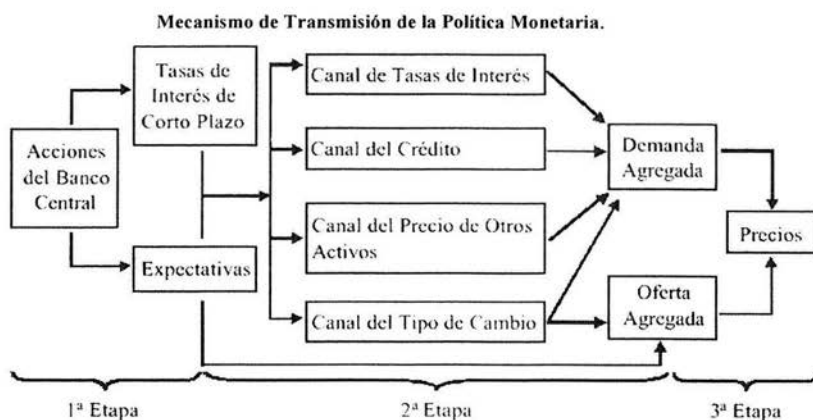 Mecanismo de Transmisión de la Política Monetaria.
Acciones
del Banco
Central
Tasas de
Interés de
Corto Plazo
Expectativas
Canal de Tasas de Interés
Canal del Crédito
Canal del Precio de Otros
Activos
Canal del Tipo de Cambio
Demanda
Agregada
Oferta
Agregada
Precios
1ª Etapa
2ª Etapa
3ª Etapa